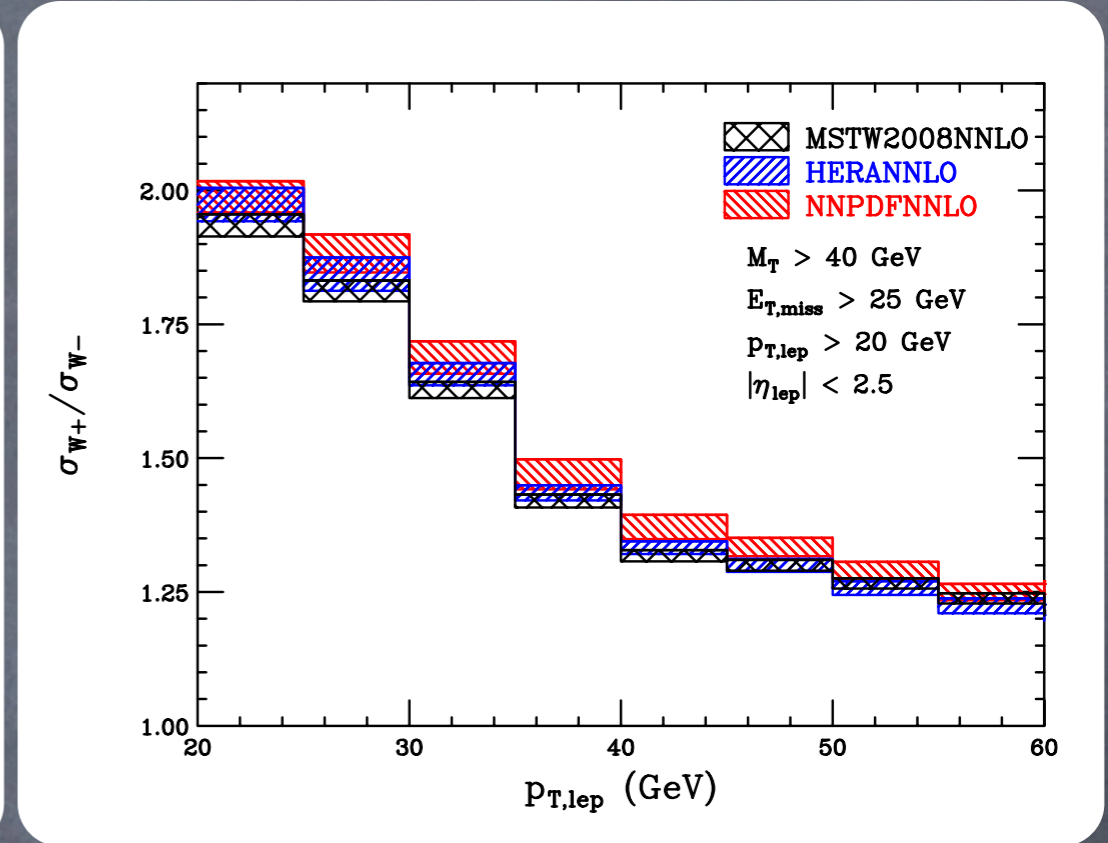 MSTW2008NNLO
HERANNLO
NNPDFNNLO
M_T > 40 GeV
E_T,miss > 25 GeV
p_T,lep > 20 GeV
|η_lep| < 2.5
σ_W+/σ_W−
2.00
1.75
1.50
1.25
1.00
20 30 40 50 60
p_T,lep (GeV)